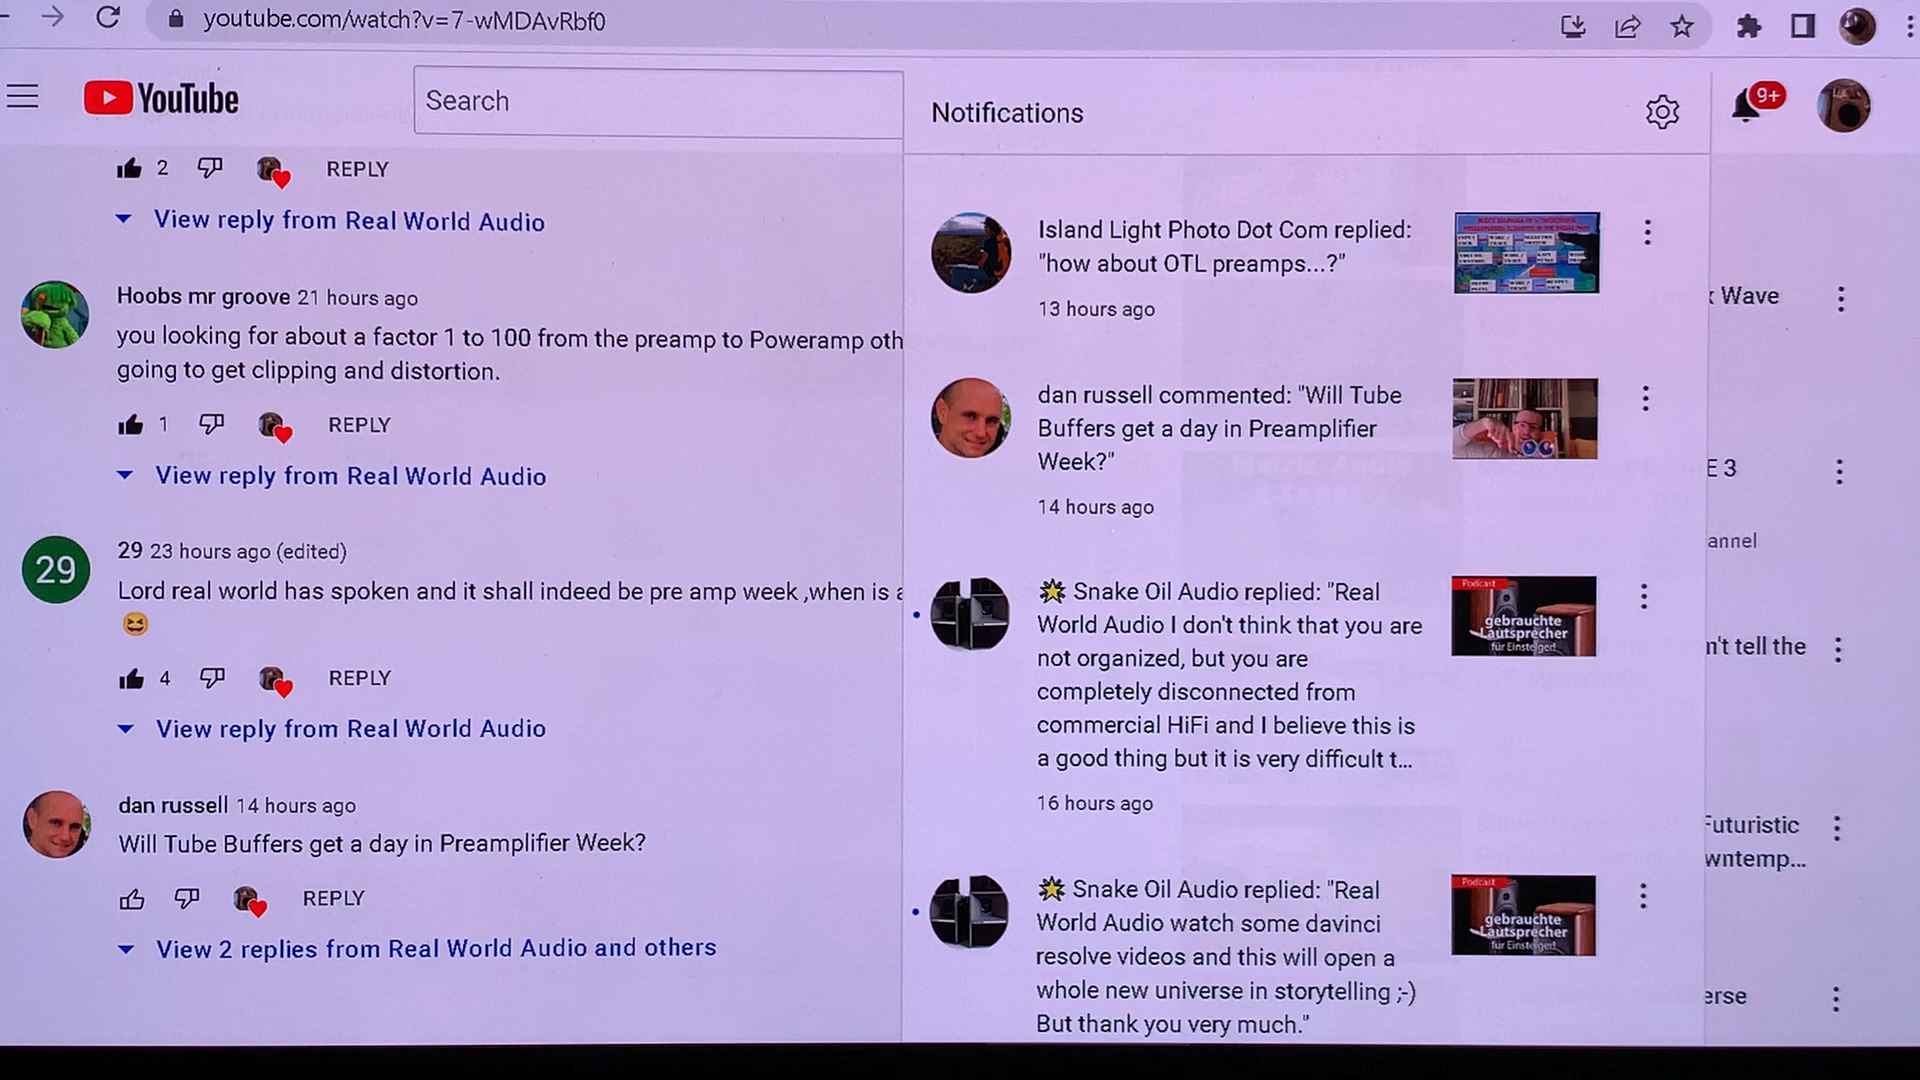 youtube.com/watch?v=7-wMDAvRbf0
YouTube
Search
2
REPLY
View reply from Real World Audio
Hoobs mr groove 21 hours ago
you looking for about a factor 1 to 100 from the preamp to Poweramp oth
going to get clipping and distortion.
1
REPLY
View reply from Real World Audio
29
29 23 hours ago (edited)
Lord real world has spoken and it shall indeed be pre amp week ,when is a
4
REPLY
View reply from Real World Audio
dan russell 14 hours ago
Will Tube Buffers get a day in Preamplifier Week?
REPLY
View 2 replies from Real World Audio and others
Notifications
9+
Island Light Photo Dot Com replied:
"how about OTL preamps...?"
13 hours ago
dan russell commented: "Will Tube
Buffers get a day in Preamplifier
Week?"
14 hours ago
Snake Oil Audio replied: "Real
World Audio I don't think that you are
not organized, but you are
completely disconnected from
commercial HiFi and I believe this is
a good thing but it is very difficult t...
16 hours ago
Podcast
gebrauchte
Lautsprecher
für Einsteiger!
Snake Oil Audio replied: "Real
World Audio watch some davinci
resolve videos and this will open a
whole new universe in storytelling ;-)
But thank you very much."
Podcast
gebrauchte
Lautsprecher
für Einsteiger!
Wave
E 3
annel
n't tell the
Futuristic
wntemp...
erse